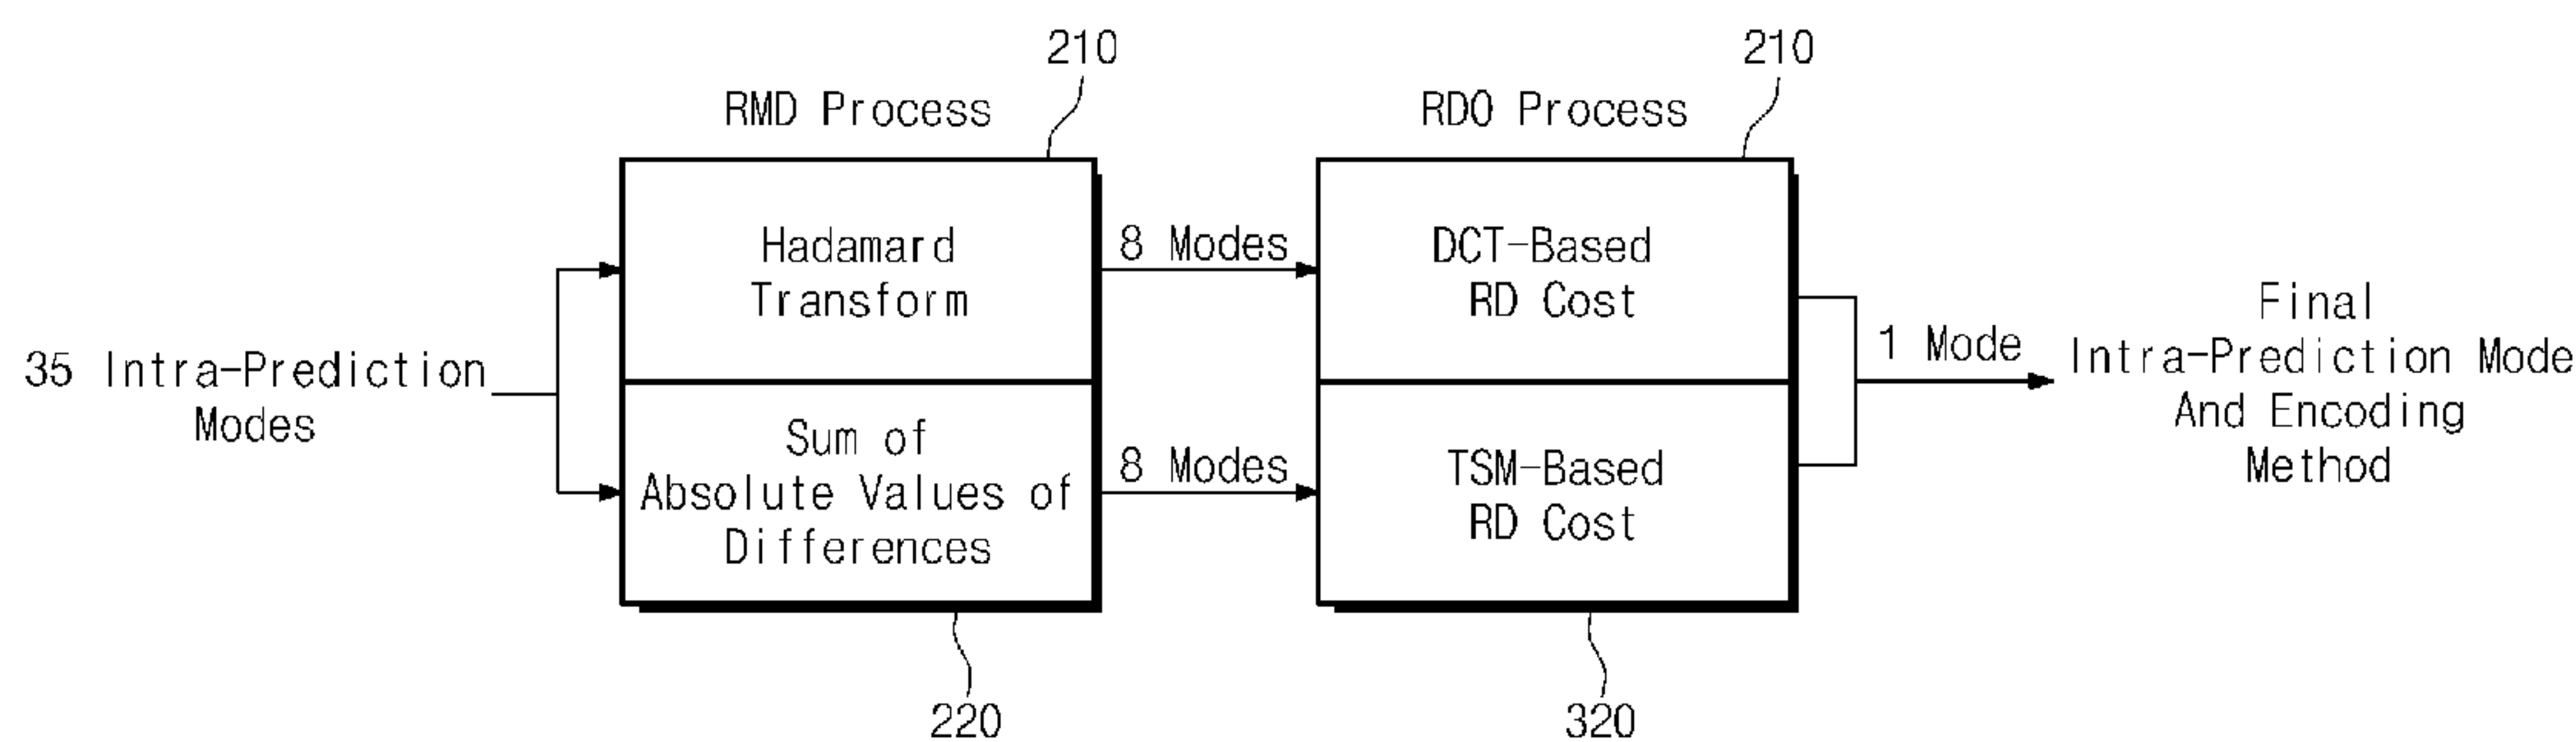 210
210
RMD Process
RDO Process
Hadamard
Transform
8 Modes
DCT-Based
RD Cost
35 Intra-Prediction
Modes
Sum of
Absolute Values of
Differences
8 Modes
TSM-Based
RD Cost
1 Mode
Final
Intra-Prediction Mode
And Encoding
Method
220
320